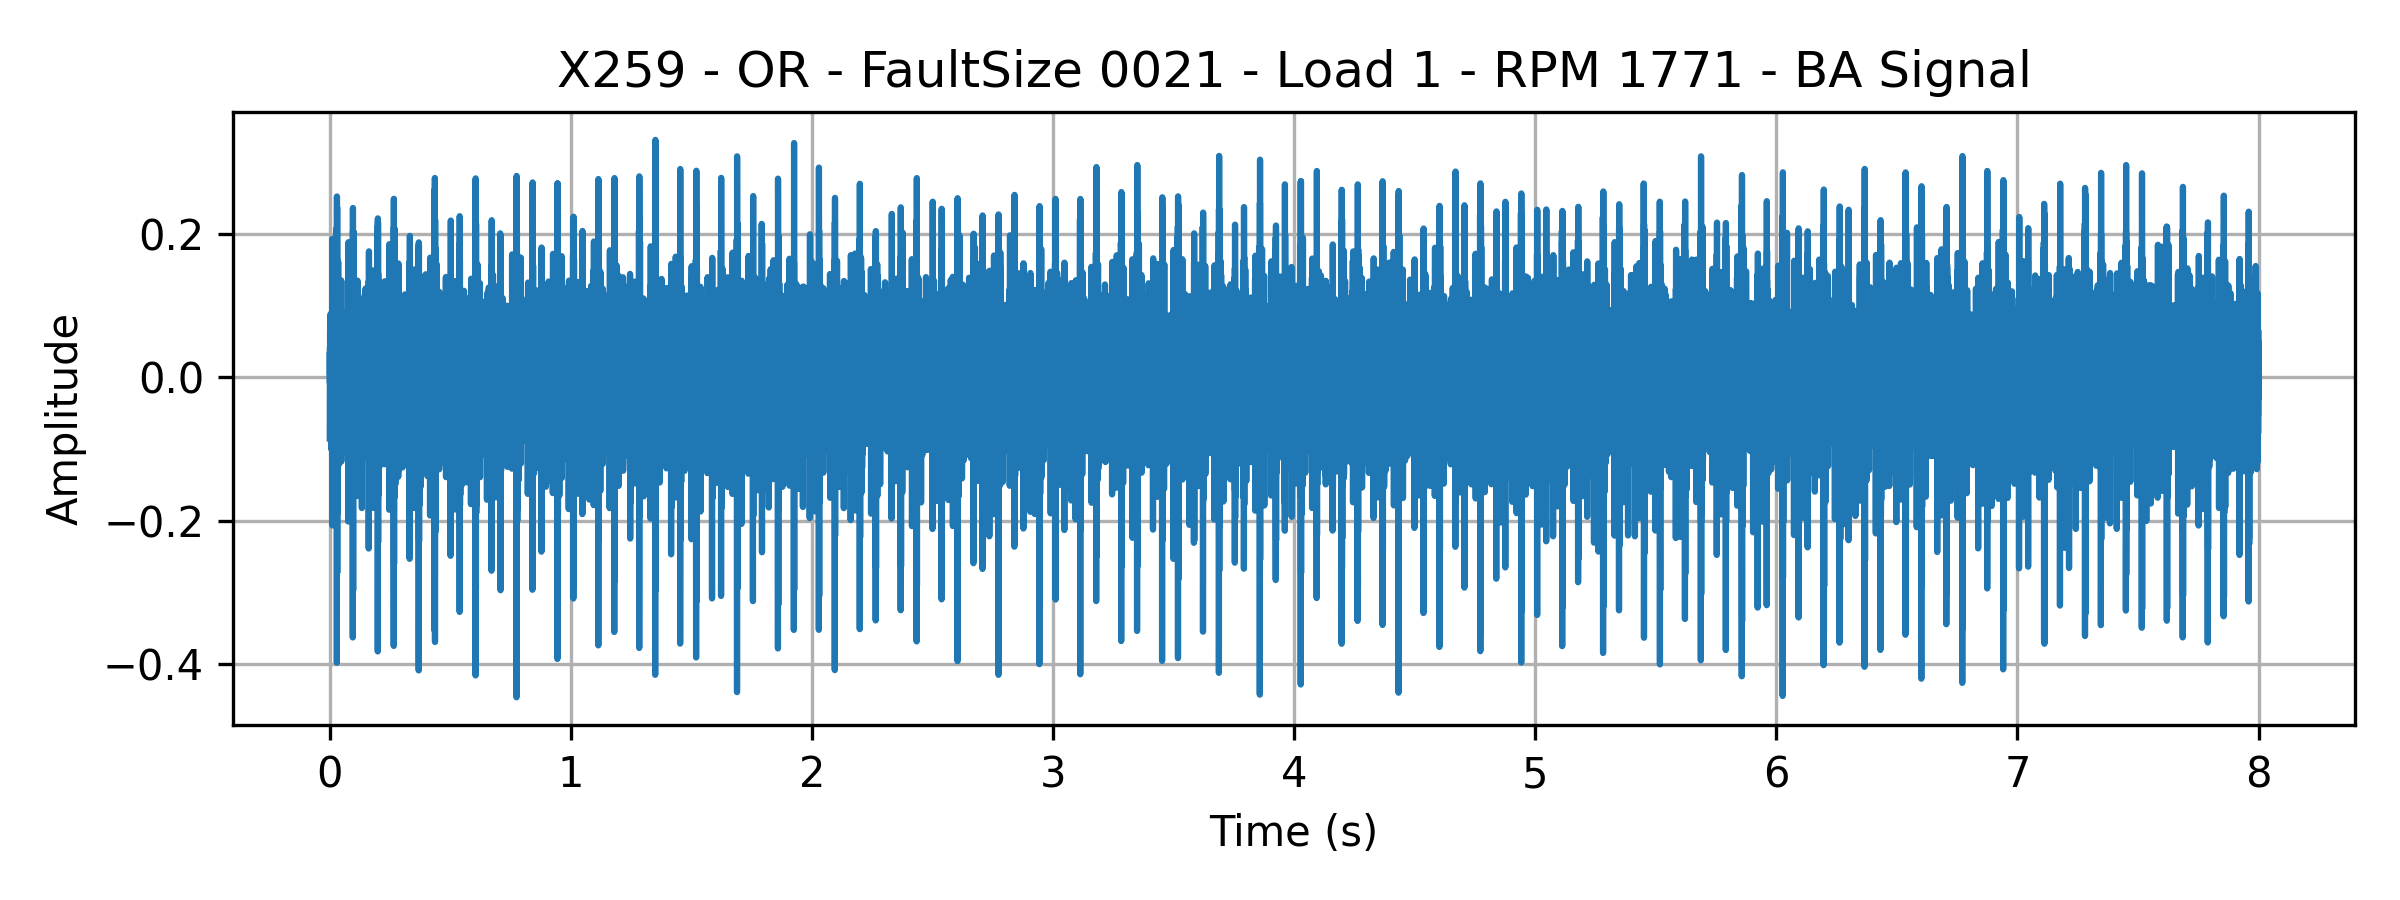 X259 - OR - FaultSize 0021 - Load 1 - RPM 1771 - BA Signal
Amplitude
0.2
0.0
−0.2
−0.4
0 1 2 3 4 5 6 7 8
Time (s)